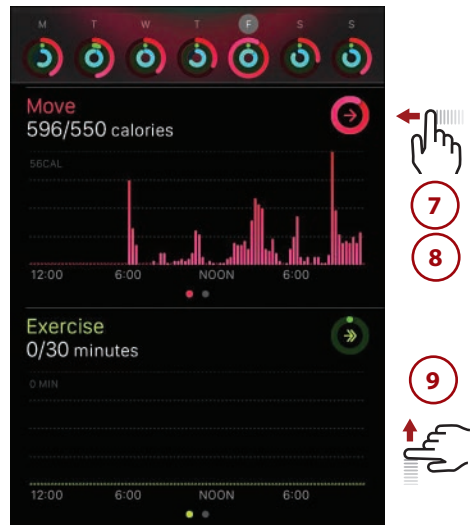 M T W T F S S
Move
596/550 calories
56CAL
12:00 6:00 NOON 6:00
7
8
Exercise
0/30 minutes
9
0 MIN
12:00 6:00 NOON 6:00